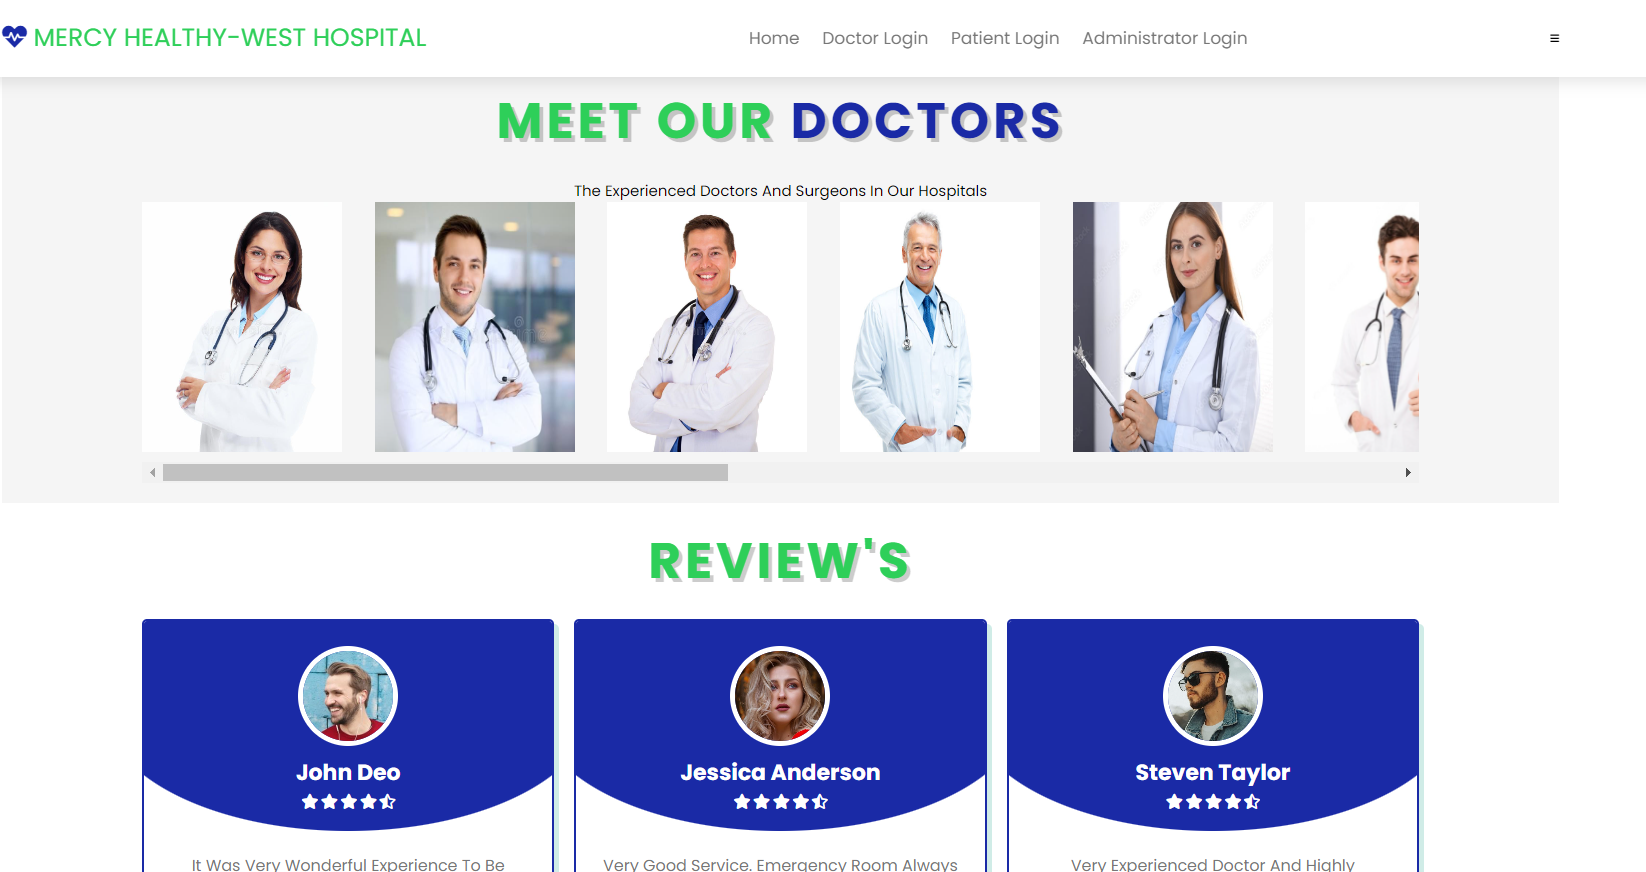 MERCY HEALTHY-WEST HOSPITAL
Home Doctor Login Patient Login Administrator Login
MEET OUR DOCTORS
The Experienced Doctors And Surgeons In Our Hospitals
REVIEW'S
John Deo
Jessica Anderson
Steven Taylor
It Was Very Wonderful Experience To Be
Very Good Service. Emergency Room Always
Very Experienced Doctor And Highly